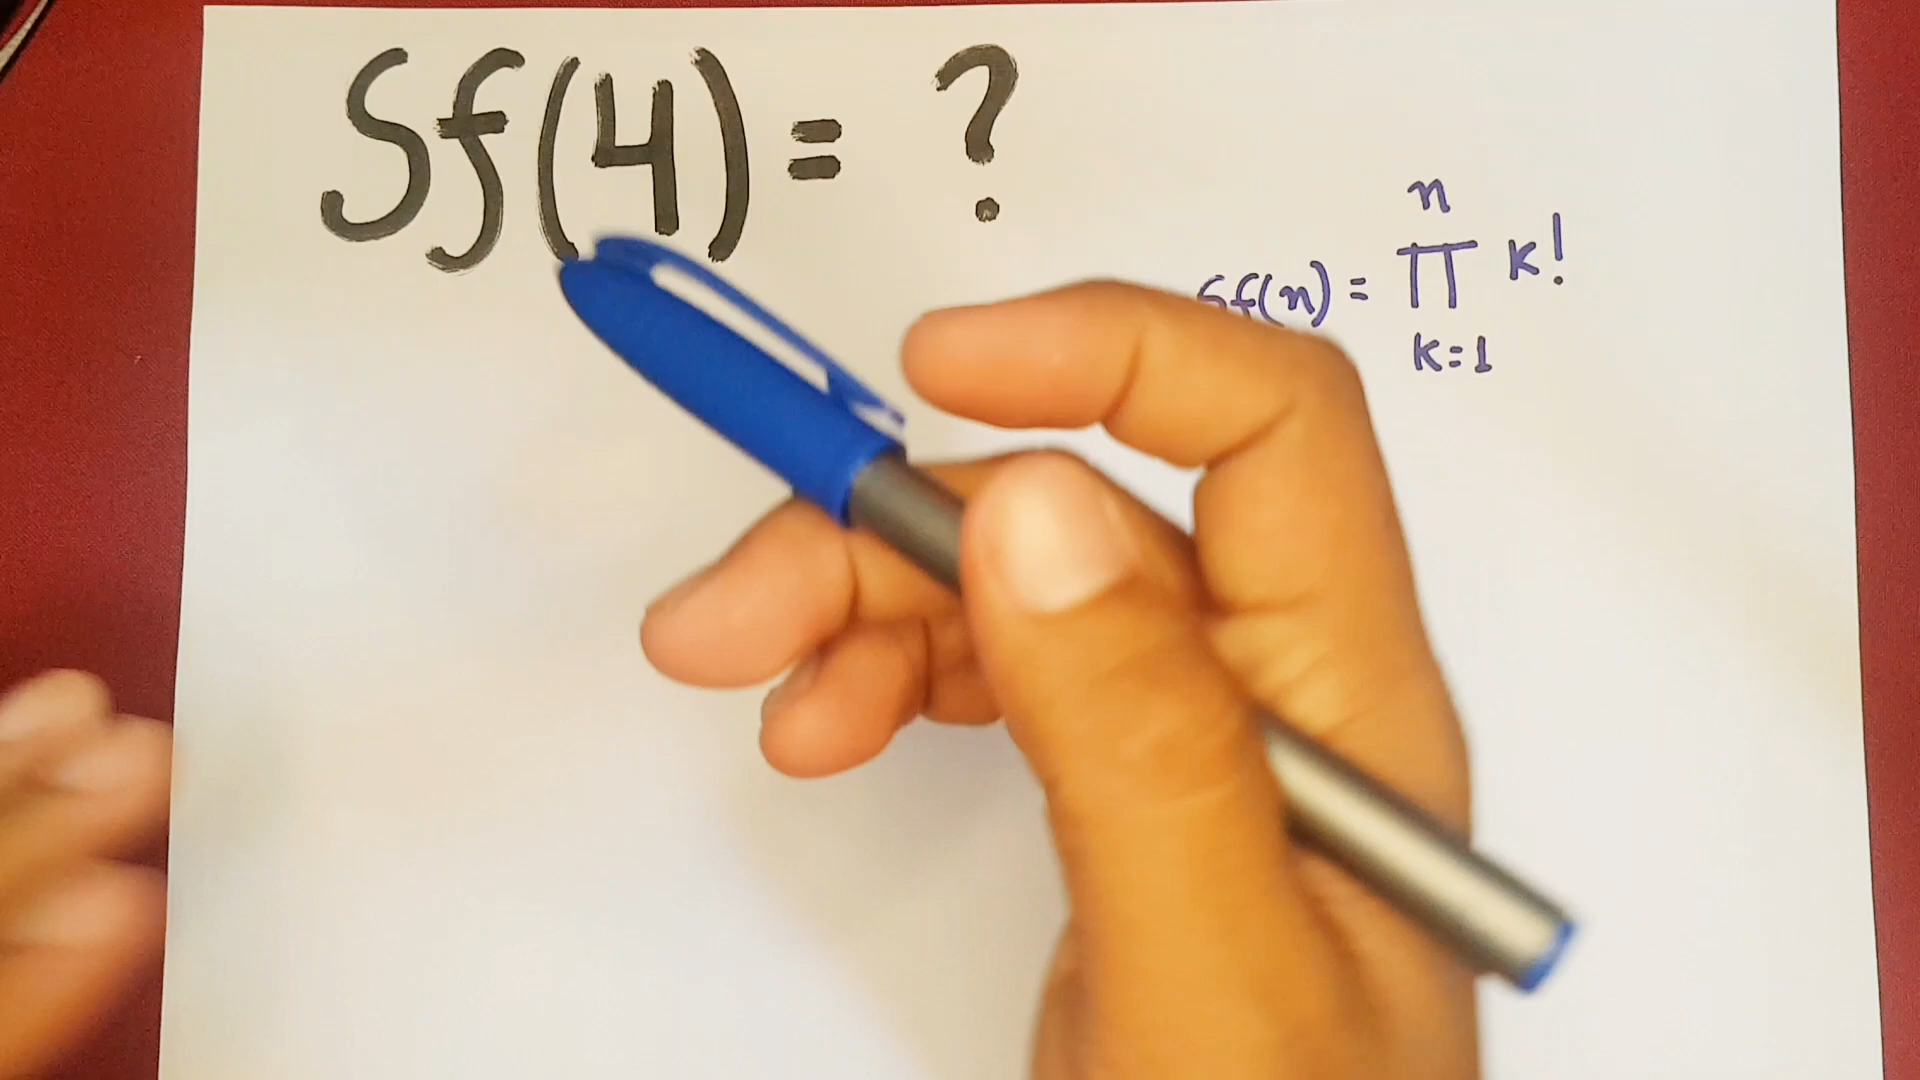 Sf(4) = ?
n
Sf(n) = ∏ k!
k=1